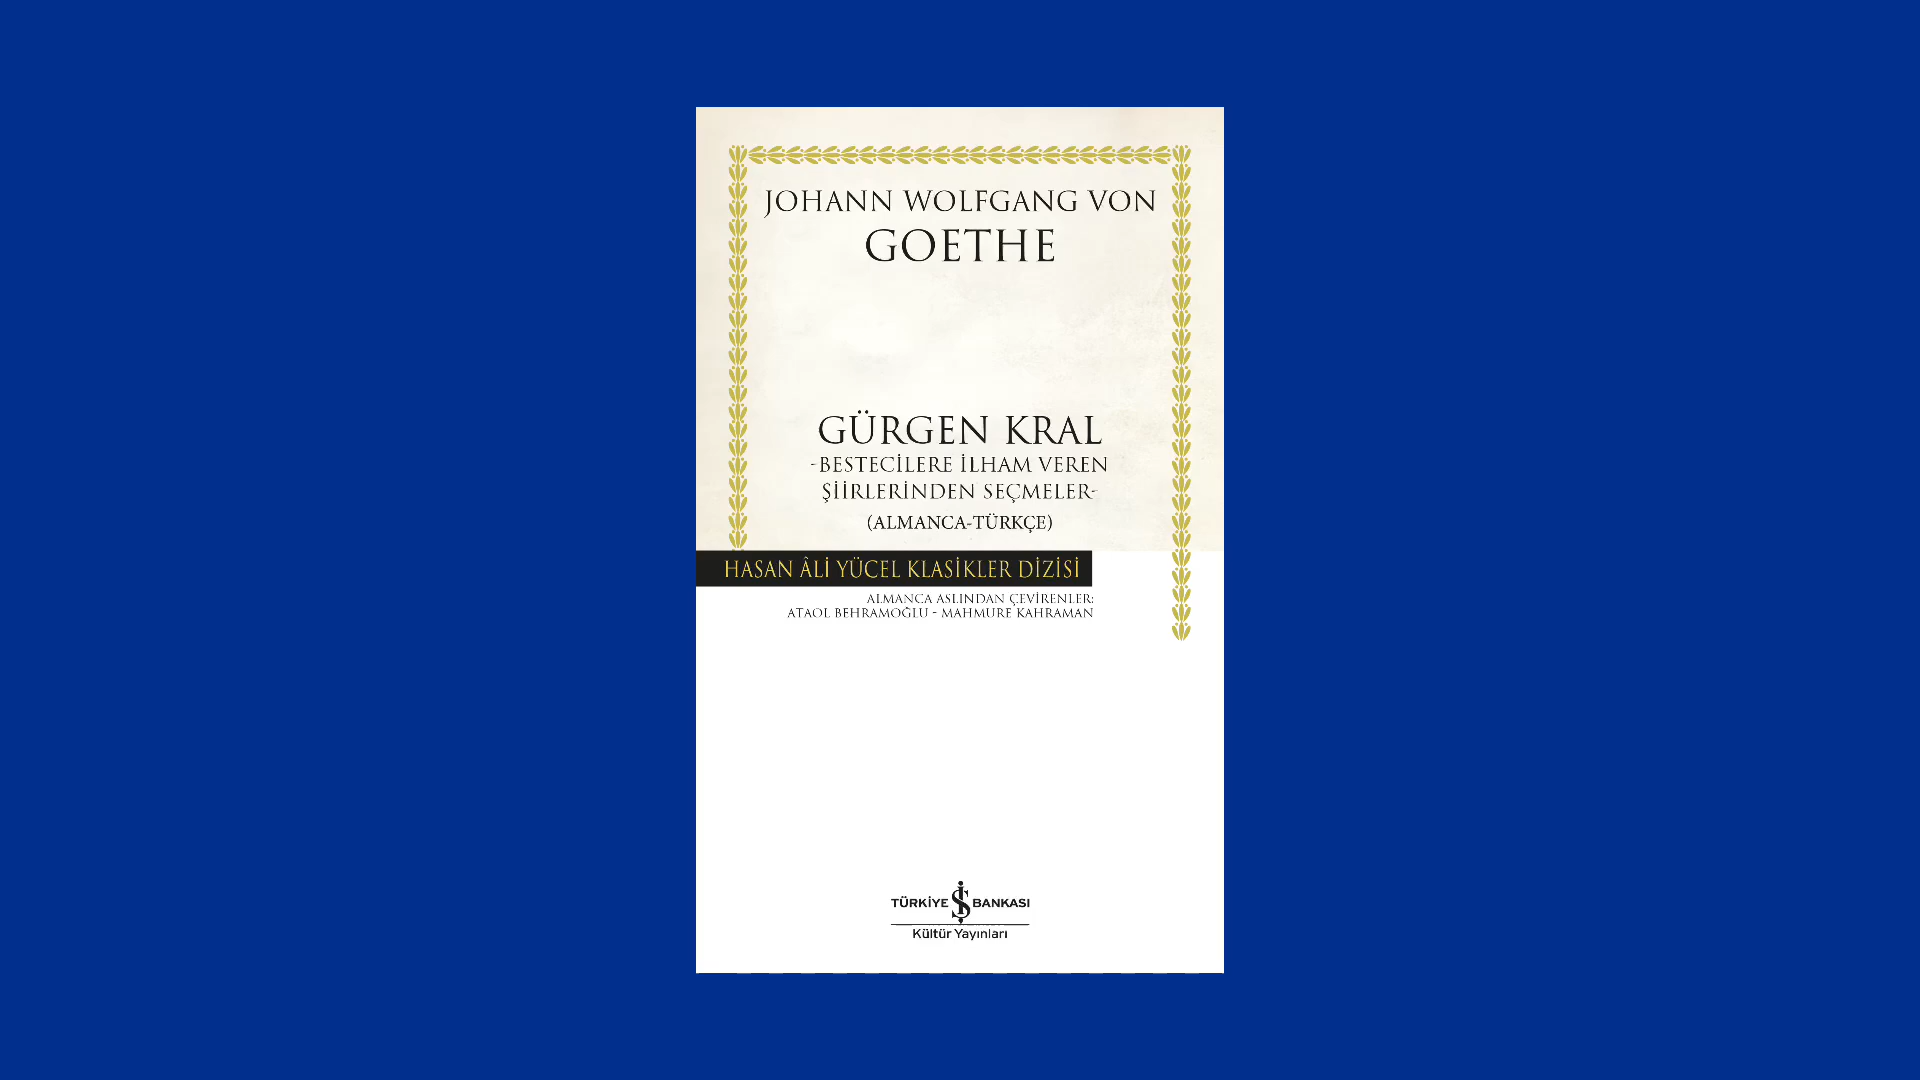 JOHANN WOLFGANG VON
GOETHE
GÜRGEN KRAL
-BESTECİLERE İLHAM VEREN
ŞİİRLERİNDEN SEÇMELER-
(ALMANCA-TÜRKÇE)
HASAN ÂLİ YÜCEL KLASİKLER DİZİSİ
ALMANCA ASLINDAN ÇEVİRENLER:
ATAOL BEHRAMOĞLU - MAHMURE KAHRAMAN
TÜRKİYE İŞ BANKASI
Kültür Yayınları